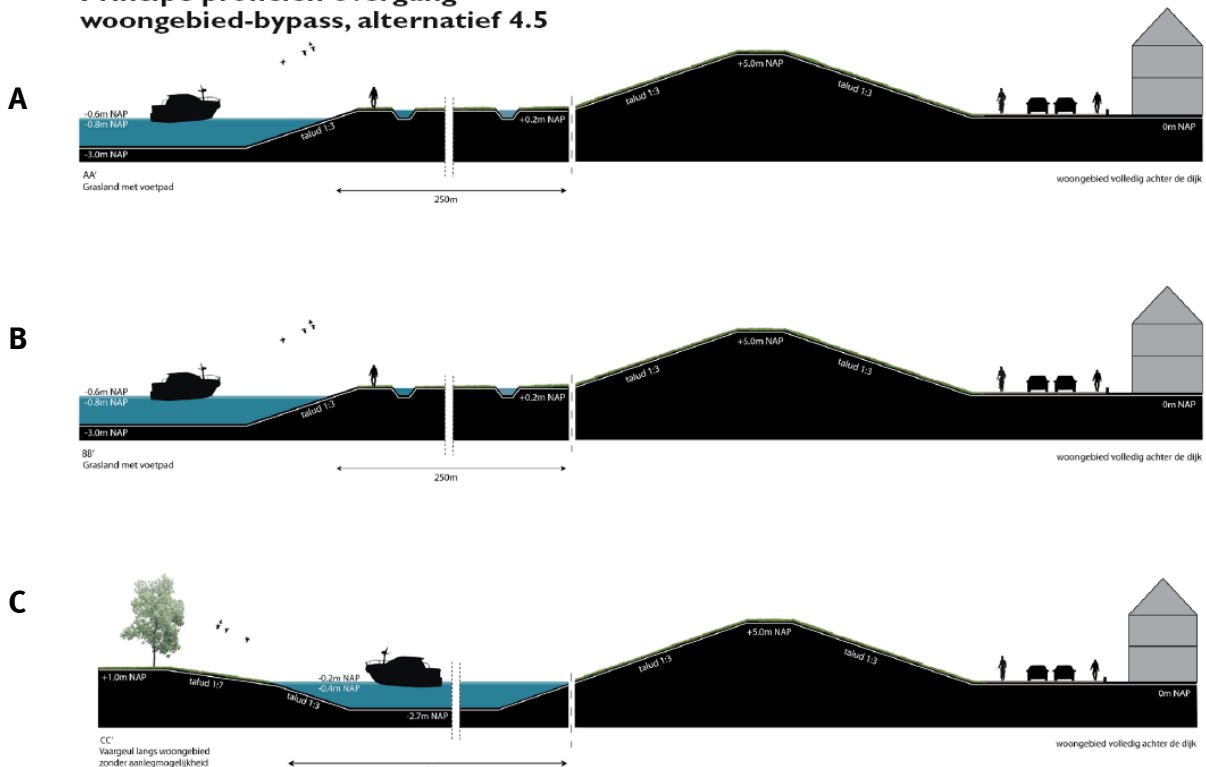 Principe profielen overgang
woongebied-bypass, alternatief 4.5
A
-0.6m NAP
-0.8m NAP
-3.0m NAP
talud 1:3
+0.2m NAP
talud 1:3
+5.0m NAP
talud 1:3
0m NAP
AA'
Grasland met voetpad
250m
woongebied volledig achter de dijk
B
-0.6m NAP
-0.8m NAP
-3.0m NAP
talud 1:3
+0.2m NAP
talud 1:3
+5.0m NAP
talud 1:3
0m NAP
BB'
Grasland met voetpad
250m
woongebied volledig achter de dijk
C
+1.0m NAP
talud 1:7
talud 1:3
-0.2m NAP
-0.4m NAP
-2.7m NAP
talud 1:3
+5.0m NAP
talud 1:3
0m NAP
CC'
Vaargeul langs woongebied
zonder aanlegmogelijkheid
woongebied volledig achter de dijk